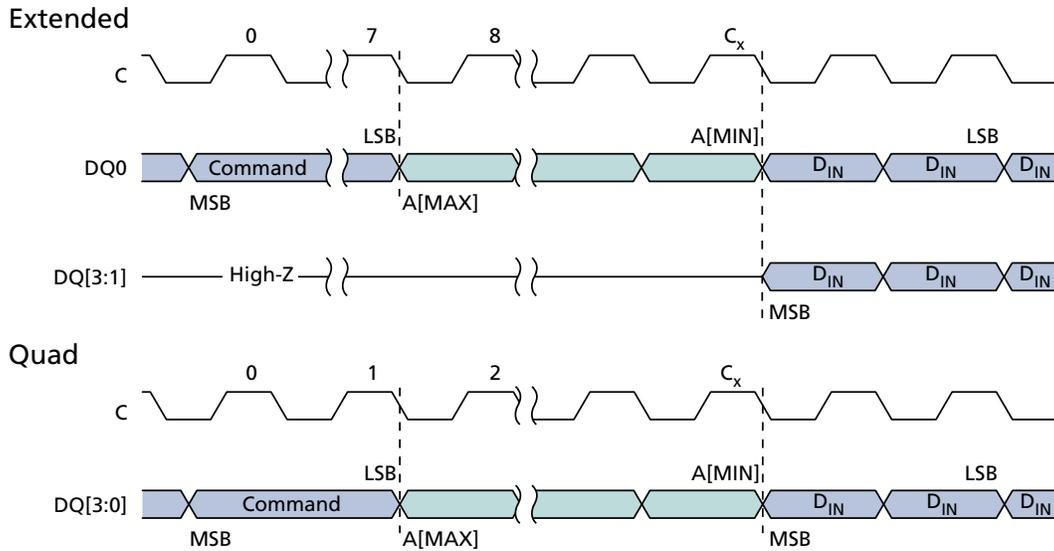 Extended
0 7 8 Cx
C
LSB A[MIN] LSB
DQ0 Command DIN DIN DIN
MSB A[MAX]
DQ[3:1] High-Z DIN DIN DIN
MSB
Quad
0 1 2 Cx
C
LSB A[MIN] LSB
DQ[3:0] Command DIN DIN DIN
MSB A[MAX] MSB